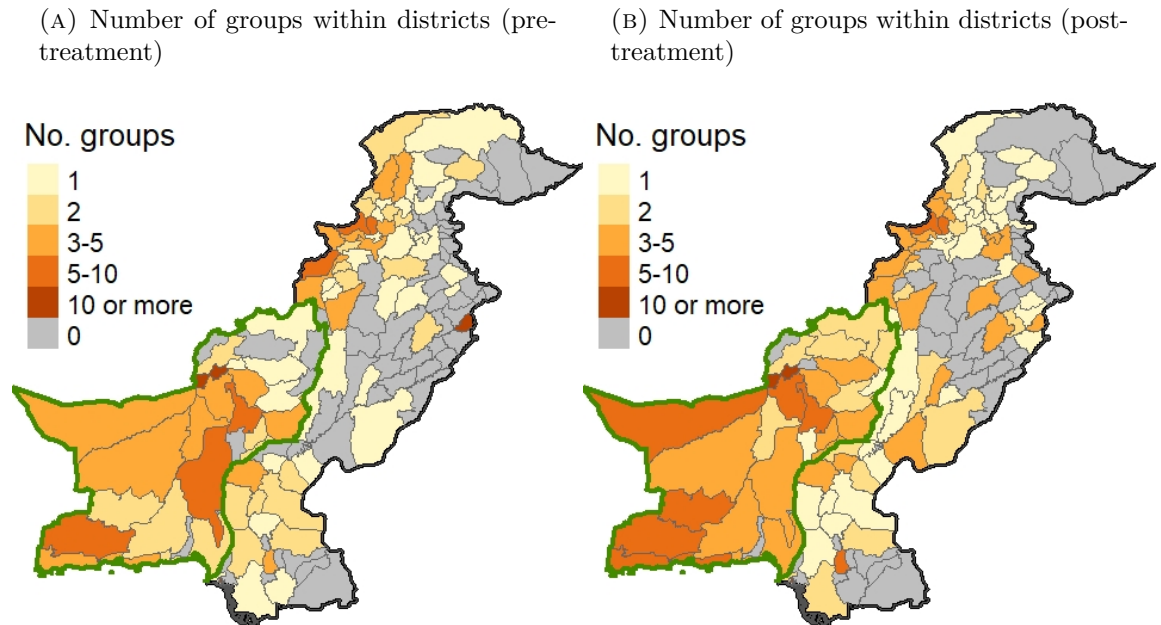 (A) Number of groups within districts (pre-
treatment)
No. groups
1
2
3-5
5-10
10 or more
0
(B) Number of groups within districts (post-
treatment)
No. groups
1
2
3-5
5-10
10 or more
0